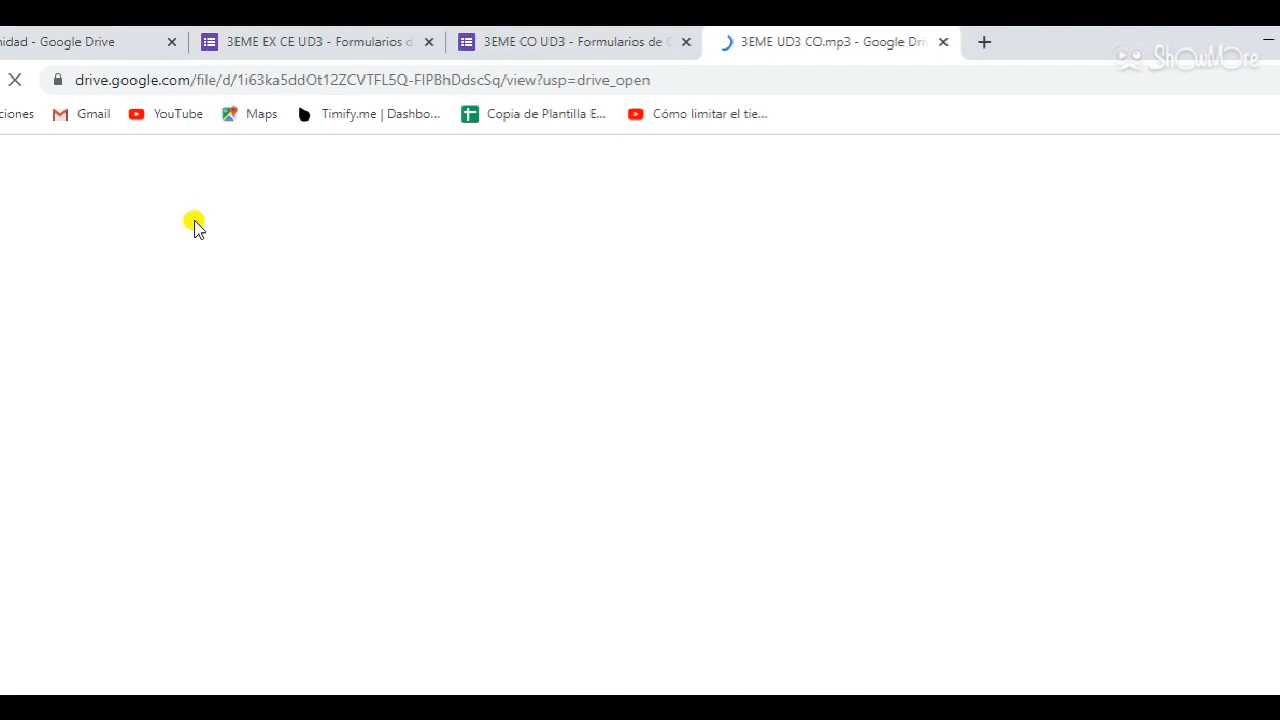 nidad - Google Drive
3EME EX CE UD3 - Formularios d
3EME CO UD3 - Formularios de G
3EME UD3 CO.mp3 - Google Dri
ShowMore
drive.google.com/file/d/1i63ka5ddOt12ZCVTFL5Q-FIPBhDdscSq/view?usp=drive_open
ciones
Gmail
YouTube
Maps
Timify.me | Dashbo...
Copia de Plantilla E...
Cómo limitar el tie...